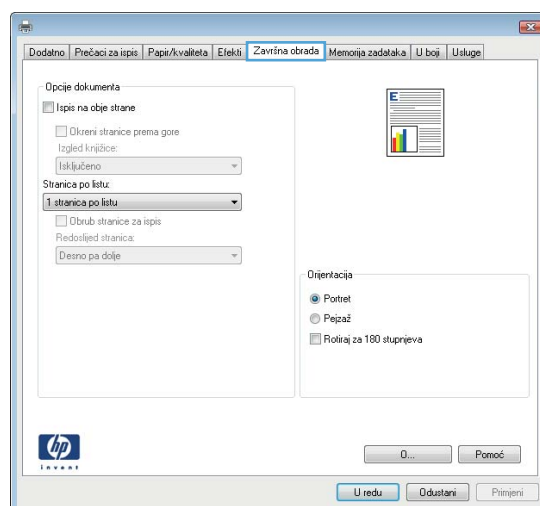 Dodatno Prečaci za ispis Papir/kvaliteta Efekti Završna obrada Memorija zadataka U boji Usluge
Opcije dokumenta
Ispis na obje strane
Okreni stranice prema gore
Izgled knjižice:
Isključeno
Stranica po listu:
1 stranica po listu
Obrub stranice za ispis
Redoslijed stranica:
Desno pa dolje
E
Orijentacija
Portret
Pejzaž
Rotiraj za 180 stupnjeva
hp
invent
O...
Pomoć
U redu
Odustani
Primjeni